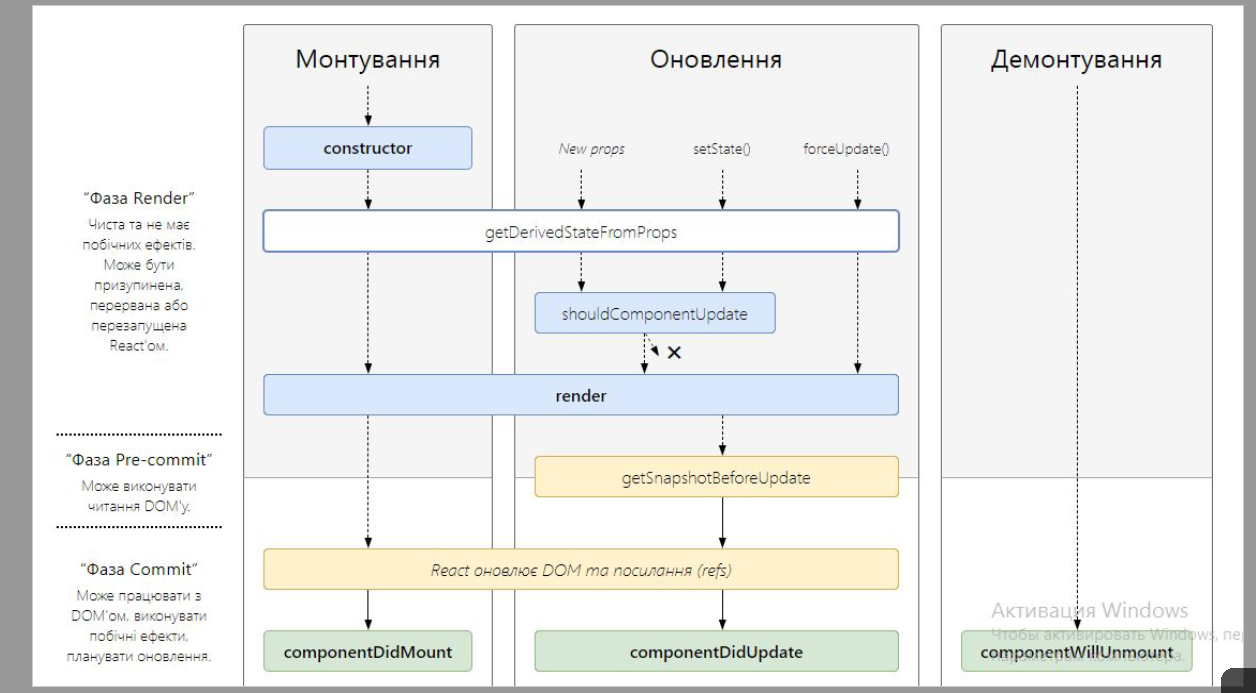 Монтування
Оновлення
Демонтування
constructor
New props
setState()
forceUpdate()
“Фаза Render”
Чиста та не має
побічних ефектів.
Може бути
призупинена,
перервана або
перезапущена
React'ом.
getDerivedStateFromProps
shouldComponentUpdate
render
“Фаза Pre-commit”
Може виконувати
читання DOM'у.
getSnapshotBeforeUpdate
“Фаза Commit”
Може працювати з
DOM'ом, виконувати
побічні ефекти,
планувати оновлення.
React оновлює DOM та посилання (refs)
componentDidMount
componentDidUpdate
componentWillUnmount
Активация Windows
Чтобы активировать Windows,
параметрам компьютера.